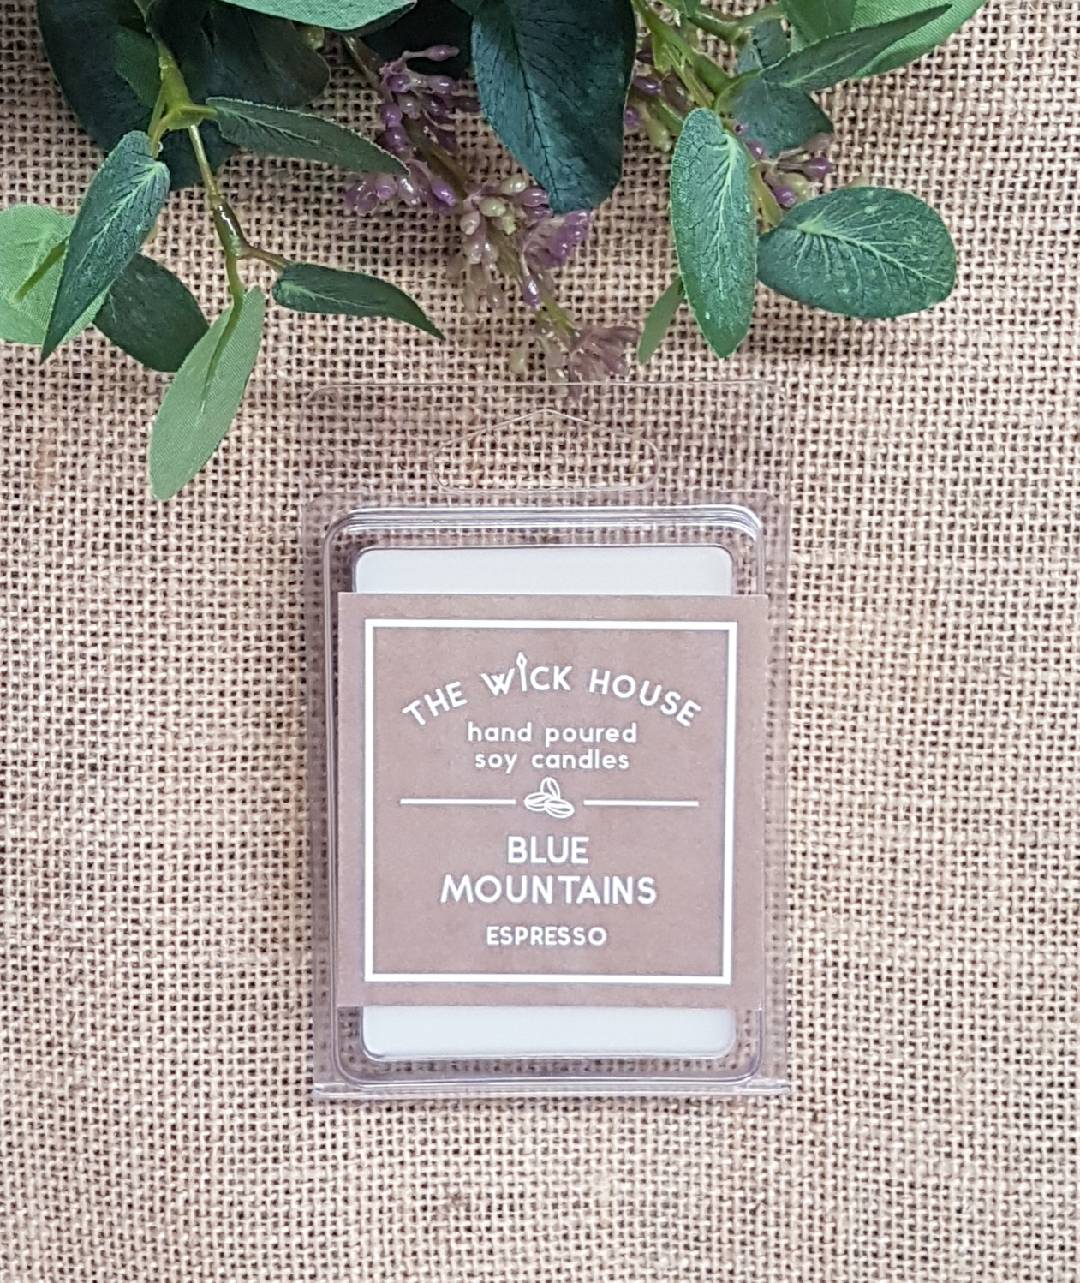 THE WICK HOUSE
hand poured
soy candles
BLUE
MOUNTAINS
ESPRESSO